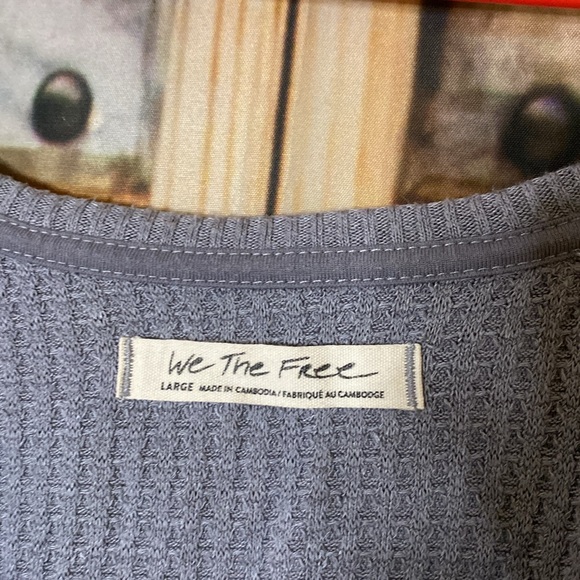 We The Free
LARGE MADE IN CAMBODIA / FABRIQUÉ AU CAMBODGE